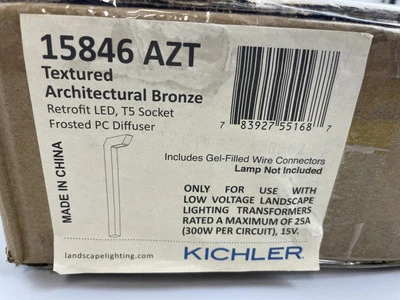 15846 AZT
Textured
Architectural Bronze
Retrofit LED, T5 Socket
Frosted PC Diffuser
7 83927 55168 7
MADE IN CHINA
Includes Gel-Filled Wire Connectors
Lamp Not Included
ONLY FOR USE WITH
LOW VOLTAGE LANDSCAPE
LIGHTING TRANSFORMERS
RATED A MAXIMUM OF 25A
(300W PER CIRCUIT), 15V.
landscapelighting.com
KICHLER